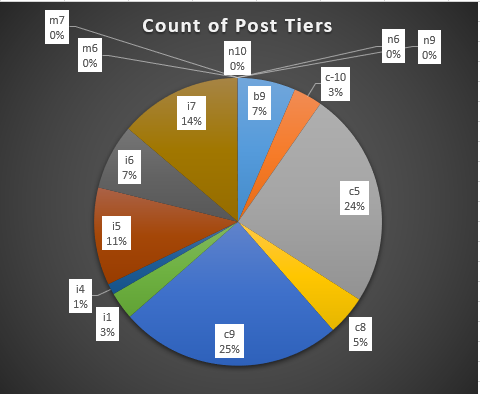 Count of Post Tiers
m7
0%
m6
0%
n10
0%
n6
0%
n9
0%
b9
7%
c-10
3%
c5
24%
c8
5%
c9
25%
i1
3%
i4
1%
i5
11%
i6
7%
i7
14%